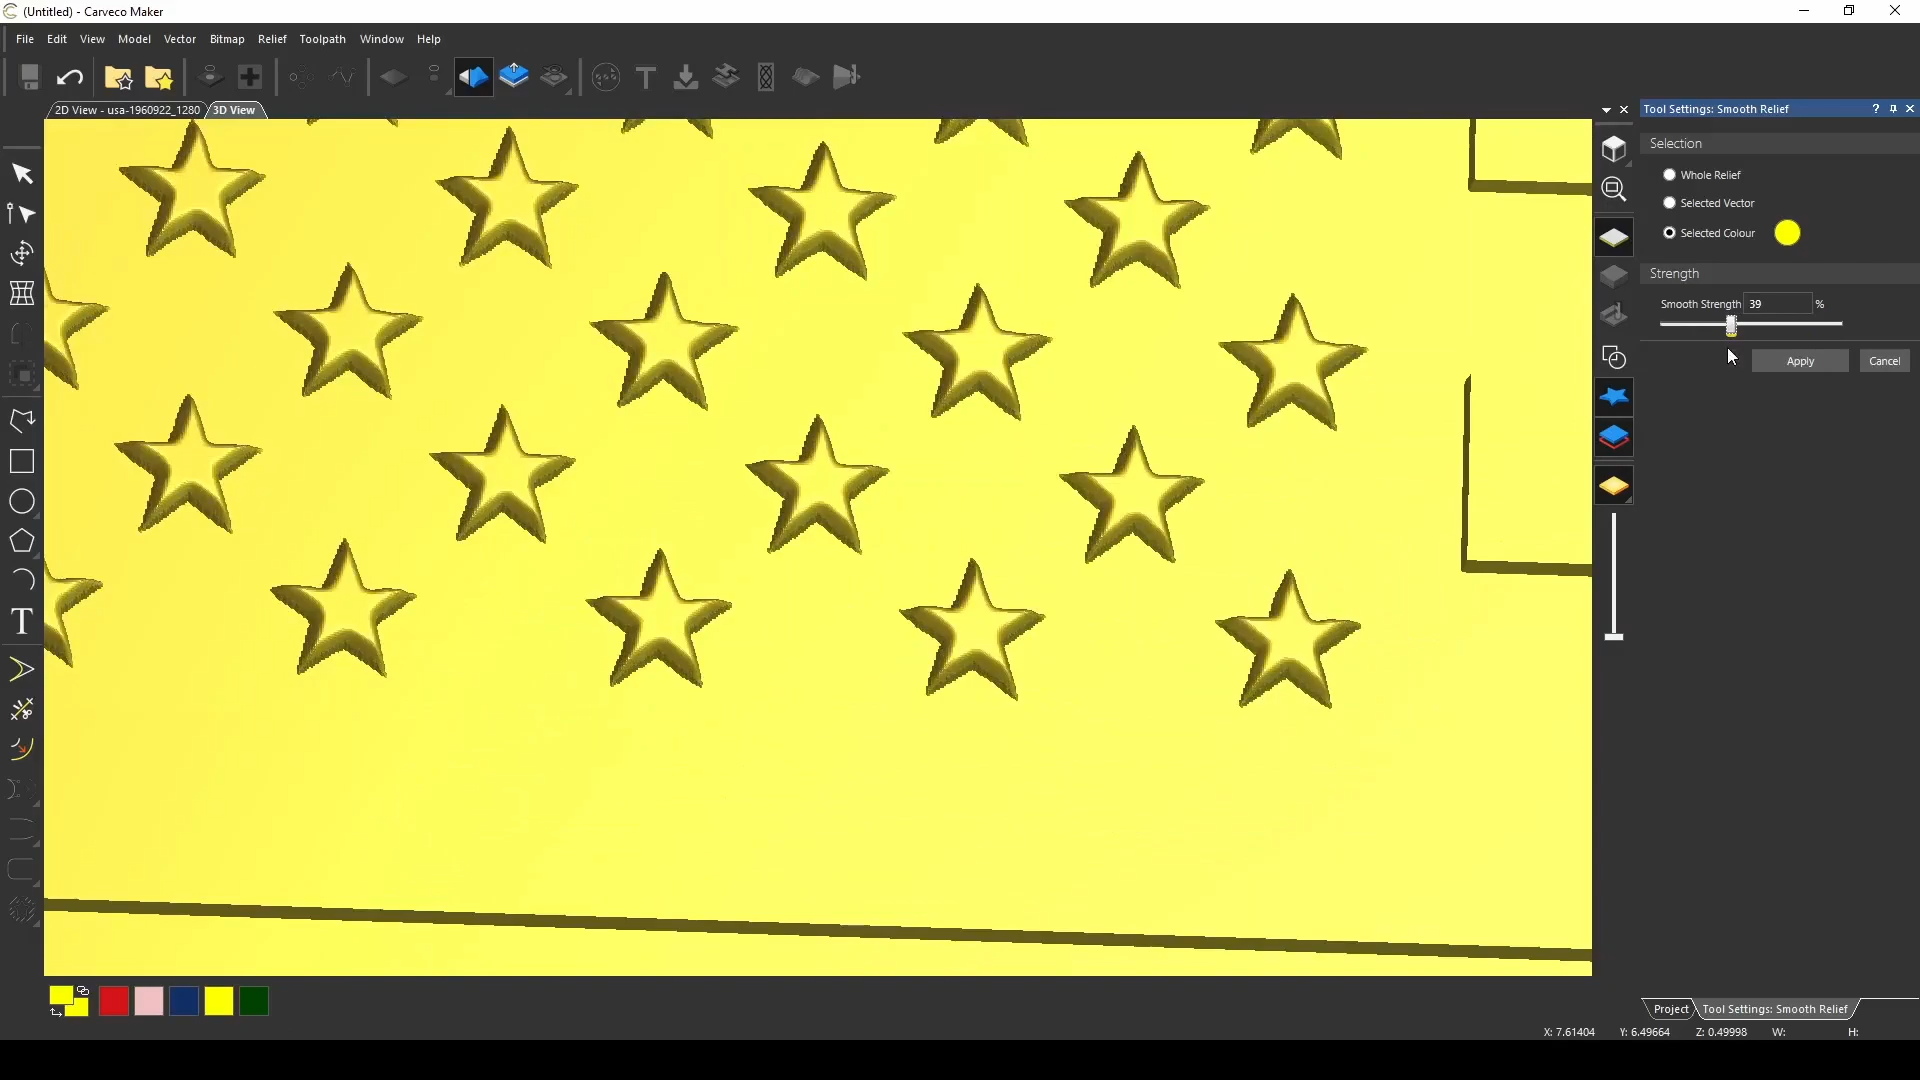 (Untitled) - Carveco Maker
File Edit View Model Vector Bitmap Relief Toolpath Window Help
2D View - usa-1960922_1280 3D View
Tool Settings: Smooth Relief ?
Selection
Whole Relief
Selected Vector
Selected Colour
Strength
Smooth Strength 39 %
Apply Cancel
T
Project Tool Settings: Smooth Relief
X: 7.61404 Y: 6.49664 Z: 0.49998 W: H: